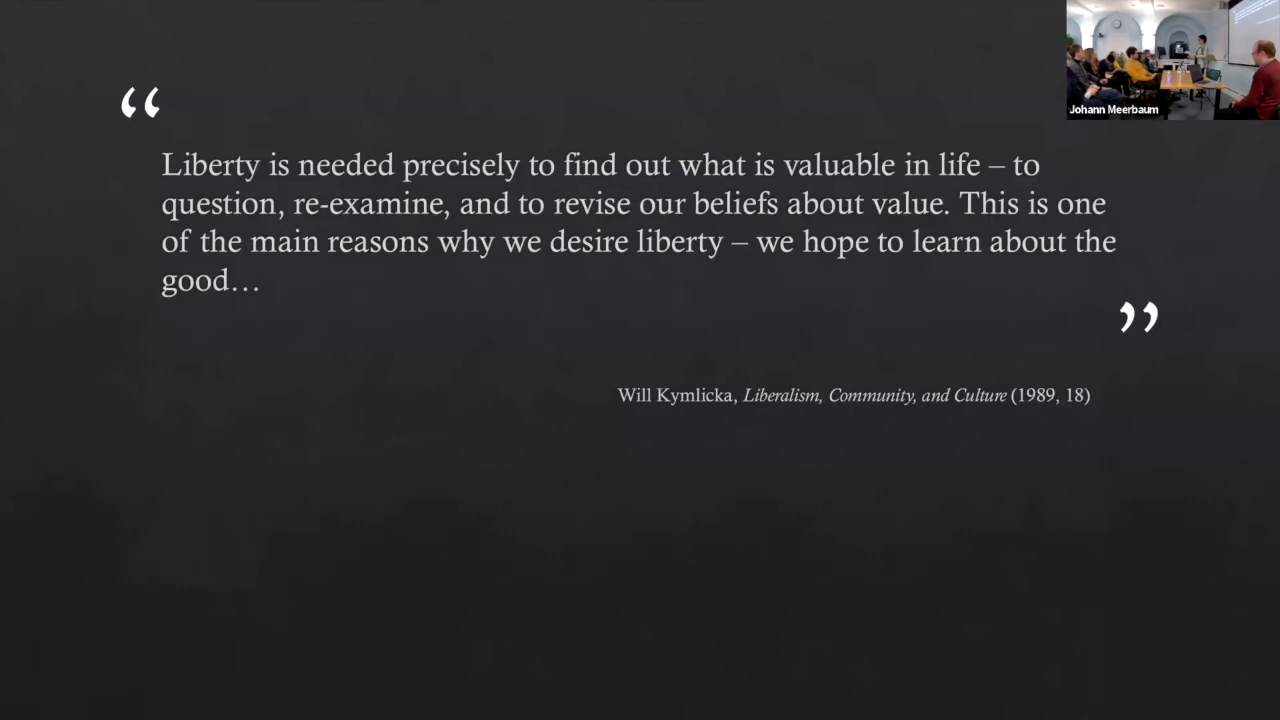 “
Liberty is needed precisely to find out what is valuable in life – to
question, re-examine, and to revise our beliefs about value. This is one
of the main reasons why we desire liberty – we hope to learn about the
good…
”
Will Kymlicka, Liberalism, Community, and Culture (1989, 18)
Johann Meerbaum